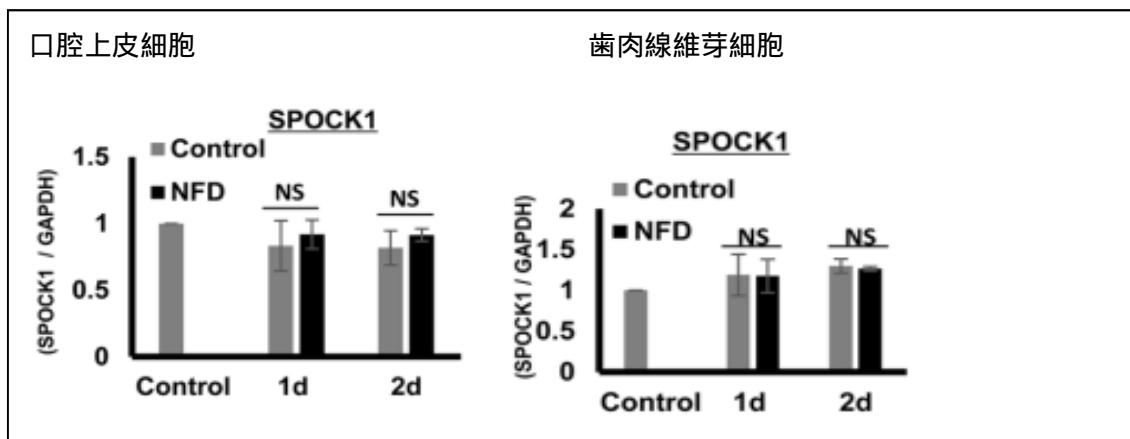 口腔上皮細胞
SPOCK1
Control
NFD
(SPOCK1 / GAPDH)
1.5
1
0.5
0
NS
NS
Control
1d
2d
歯肉線維芽細胞
SPOCK1
Control
NFD
(SPOCK1 / GAPDH)
2
1.5
1
0.5
0
NS
NS
Control
1d
2d